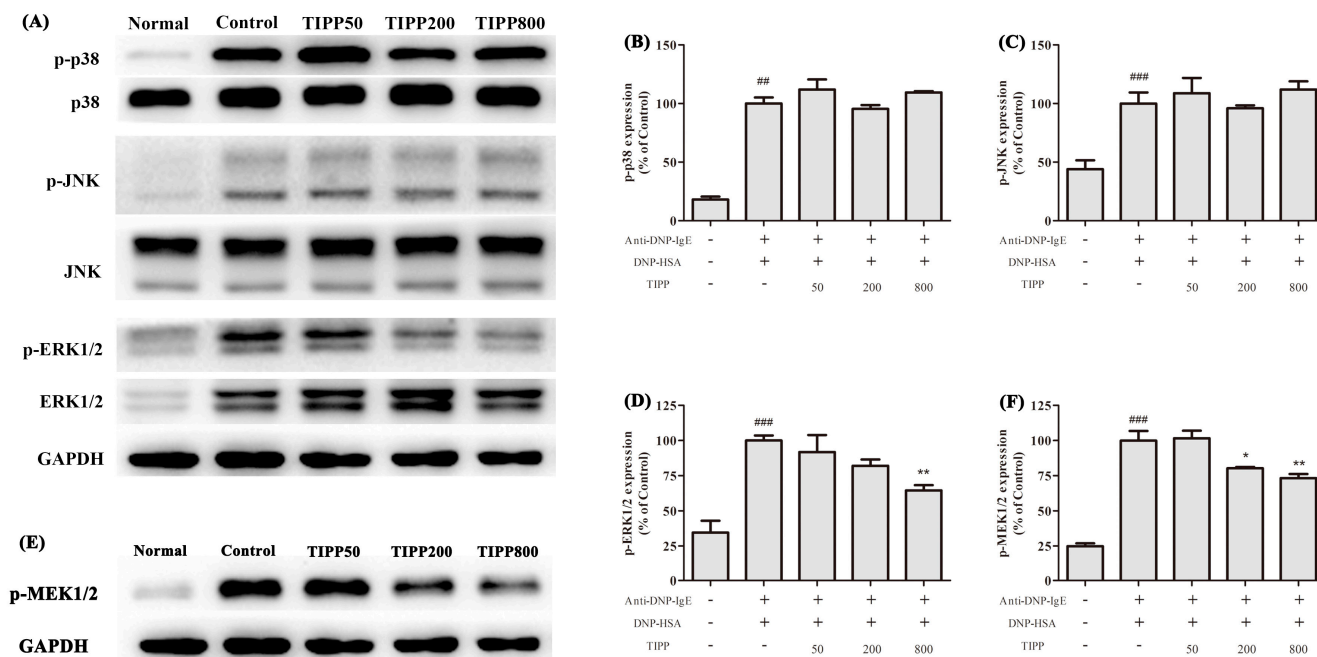 (A)
Normal Control TIPP50 TIPP200 TIPP800
p-p38
p38
p-JNK
JNK
p-ERK1/2
ERK1/2
GAPDH
(B)
p-p38 expression
(% of Control)
150
100
50
0
##
Anti-DNP-IgE - + + + +
DNP-HSA - + + + +
TIPP - - 50 200 800
(C)
p-JNK expression
(% of Control)
150
100
50
0
###
Anti-DNP-IgE - + + + +
DNP-HSA - + + + +
TIPP - - 50 200 800
(D)
p-ERK1/2 expression
(% of Control)
125
100
75
50
25
0
###
**
Anti-DNP-IgE - + + + +
DNP-HSA - + + + +
TIPP - - 50 200 800
(E)
Normal Control TIPP50 TIPP200 TIPP800
p-MEK1/2
GAPDH
(F)
p-MEK1/2 expression
(% of Control)
125
100
75
50
25
0
###
*
**
Anti-DNP-IgE - + + + +
DNP-HSA - + + + +
TIPP - - 50 200 800